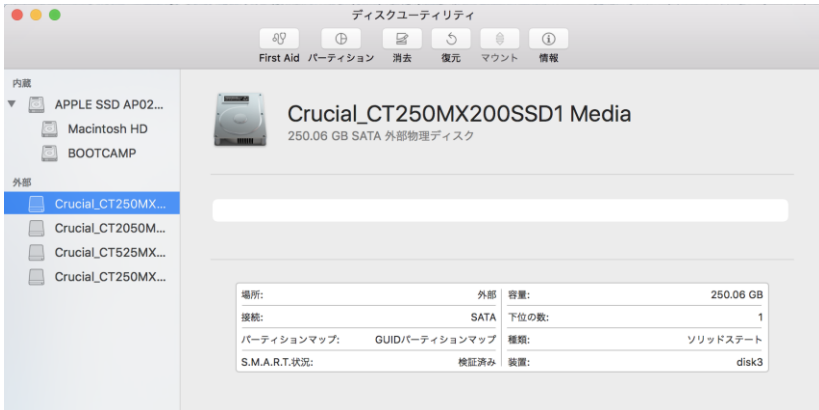 ディスクユーティリティ
First Aid パーティション 消去 復元 マウント 情報
内蔵
APPLE SSD AP02...
Macintosh HD
BOOTCAMP
外部
Crucial_CT250MX...
Crucial_CT2050M...
Crucial_CT525MX...
Crucial_CT250MX...
Crucial_CT250MX200SSD1 Media
250.06 GB SATA 外部物理ディスク
場所: 外部 容量: 250.06 GB
接続: SATA 下位の数: 1
パーティションマップ: GUIDパーティションマップ 種類: ソリッドステート
S.M.A.R.T.状況: 検証済み 装置: disk3